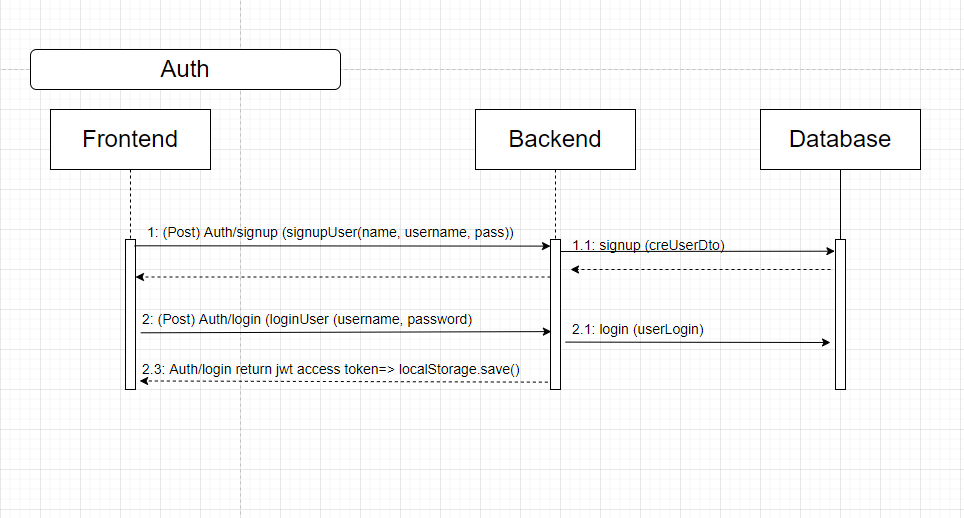 Auth
Frontend
Backend
Database
1: (Post) Auth/signup (signupUser(name, username, pass))
1.1: signup (creUserDto)
2: (Post) Auth/login (loginUser (username, password)
2.1: login (userLogin)
2.3: Auth/login return jwt access token=> localStorage.save()